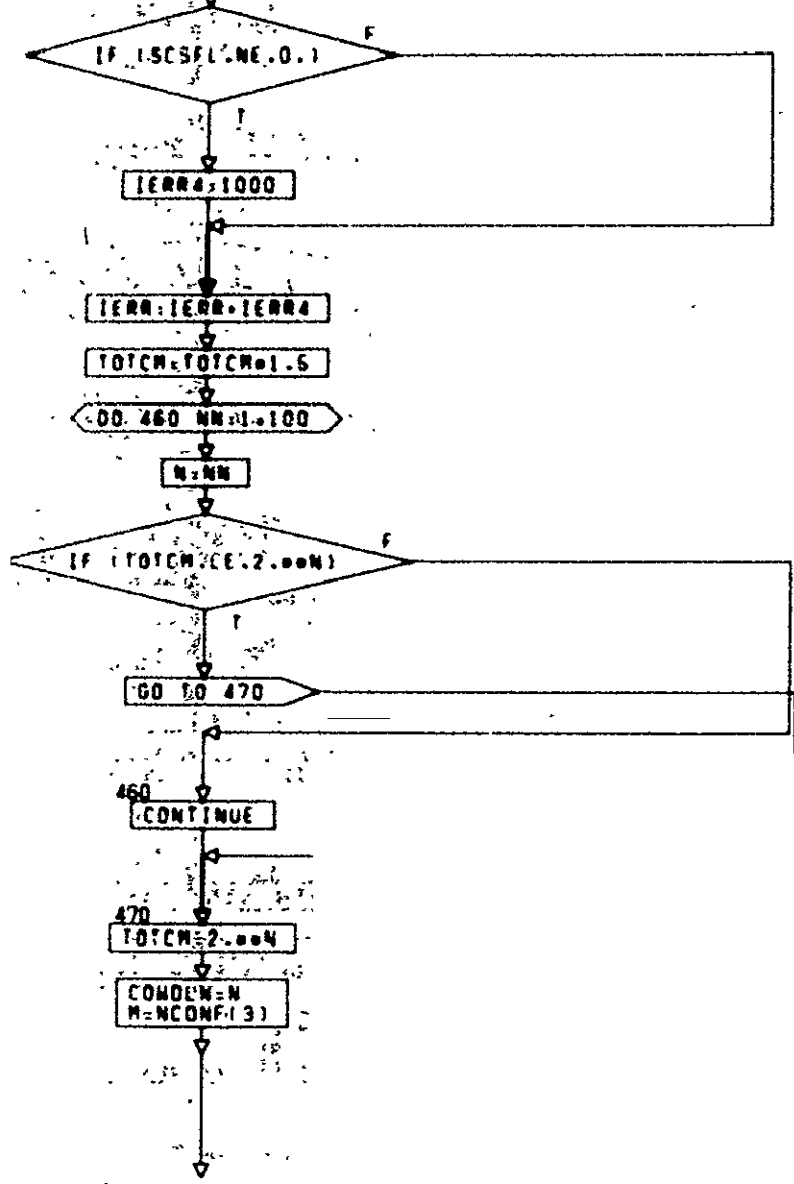 IF (SCSFL.NE.0.)
F
T
IERR4=1000
IERR=IERR+IERR4
TOTCM=TOTCM*1.5
DO 460 NN=1,100
N=NN
IF (TOTCM.LE.2.**N)
F
T
GO TO 470
460
CONTINUE
470
TOTCM=2.**N
M=NCONF(3)